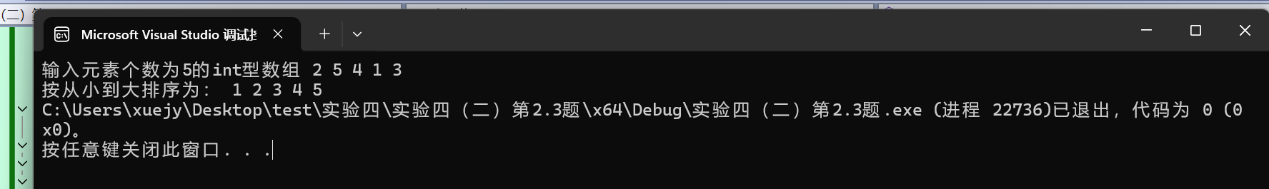 (二)
Microsoft Visual Studio 调试控
输入元素个数为5的int型数组 2 5 4 1 3
按从小到大排序为： 1 2 3 4 5
C:\Users\xuejy\Desktop\test\实验四\实验四（二）第2.3题\x64\Debug\实验四（二）第2.3题.exe (进程 22736)已退出，代码为 0 (0
x0)。
按任意键关闭此窗口. . .